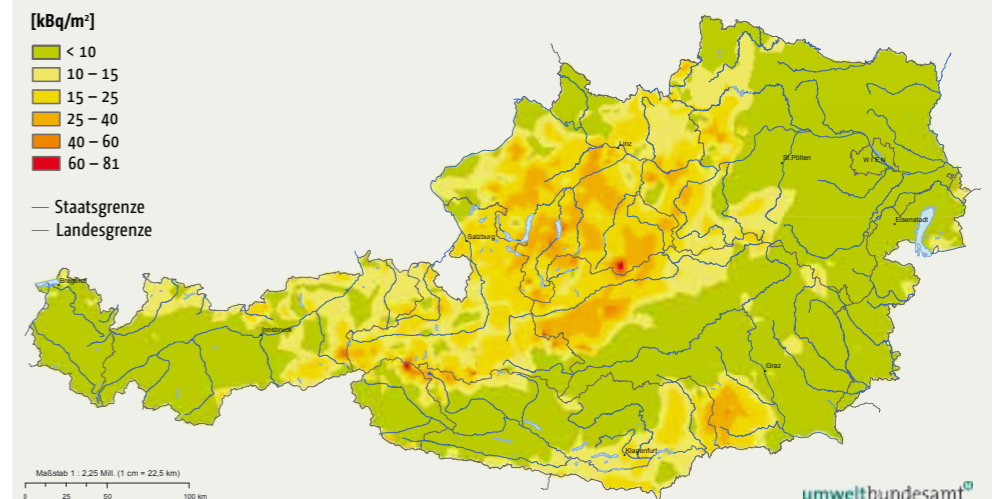 [kBq/m²]
< 10
10 – 15
15 – 25
25 – 40
40 – 60
60 – 81
— Staatsgrenze
— Landesgrenze
Linz
St.Pölten
WIEN
Eisenstadt
Salzburg
Bregenz
Innsbruck
Graz
Klagenfurt
Maßstab 1 : 2,25 Mill. (1 cm = 22,5 km)
0 25 50 100 km
umweltbundesamt